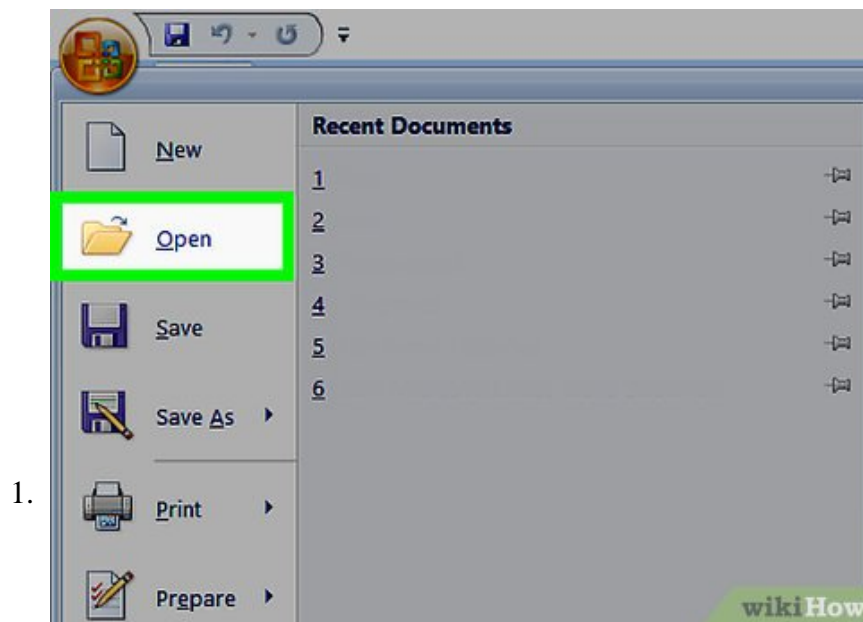 Recent Documents
New
1
2
Open
3
4
Save
5
6
Save As
1.
Print
Prepare
wikiHow